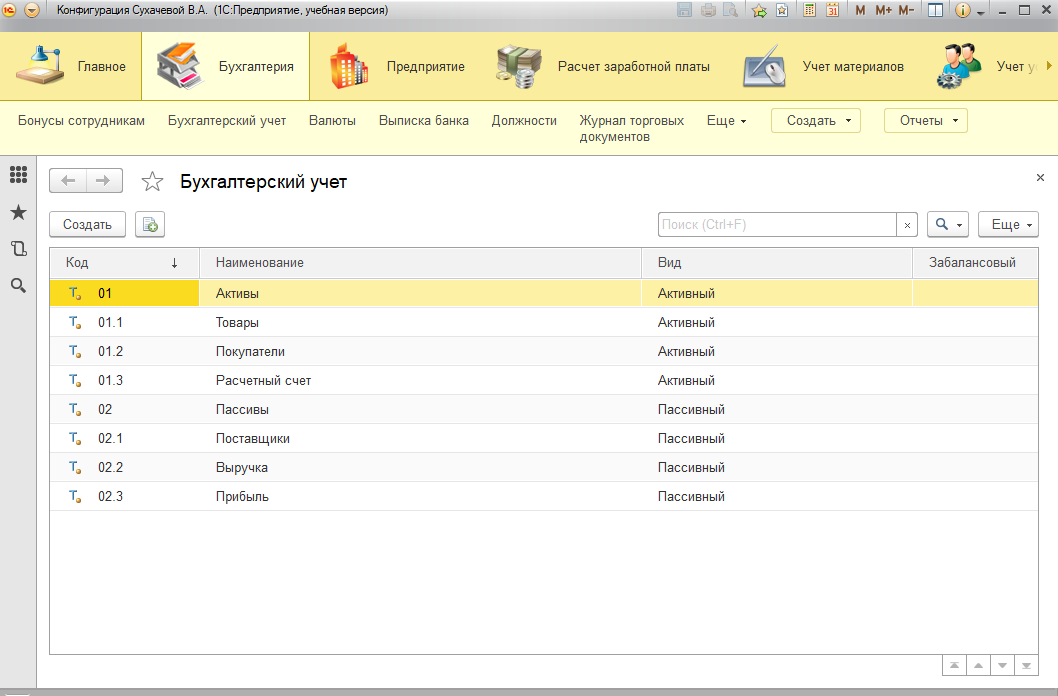 Конфигурация Сухачевой В.А. (1С:Предприятие, учебная версия)
M M+ M-
Главное
Бухгалтерия
Предприятие
Расчет заработной платы
Учет материалов
Учет
Бонусы сотрудникам
Бухгалтерский учет
Валюты
Выписка банка
Должности
Журнал торговых
документов
Еще
Создать
Отчеты
Бухгалтерский учет
Создать
Поиск (Ctrl+F)
Еще
Код Наименование Вид Забалансовый
01 Активы Активный
01.1 Товары Активный
01.2 Покупатели Активный
01.3 Расчетный счет Активный
02 Пассивы Пассивный
02.1 Поставщики Пассивный
02.2 Выручка Пассивный
02.3 Прибыль Пассивный